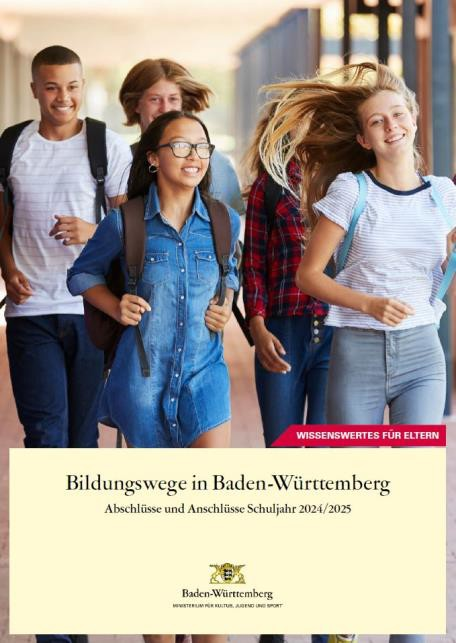 WISSENSWERTES FÜR ELTERN
Bildungswege in Baden-Württemberg
Abschlüsse und Anschlüsse Schuljahr 2024/2025
Baden-Württemberg
MINISTERIUM FÜR KULTUS, JUGEND UND SPORT